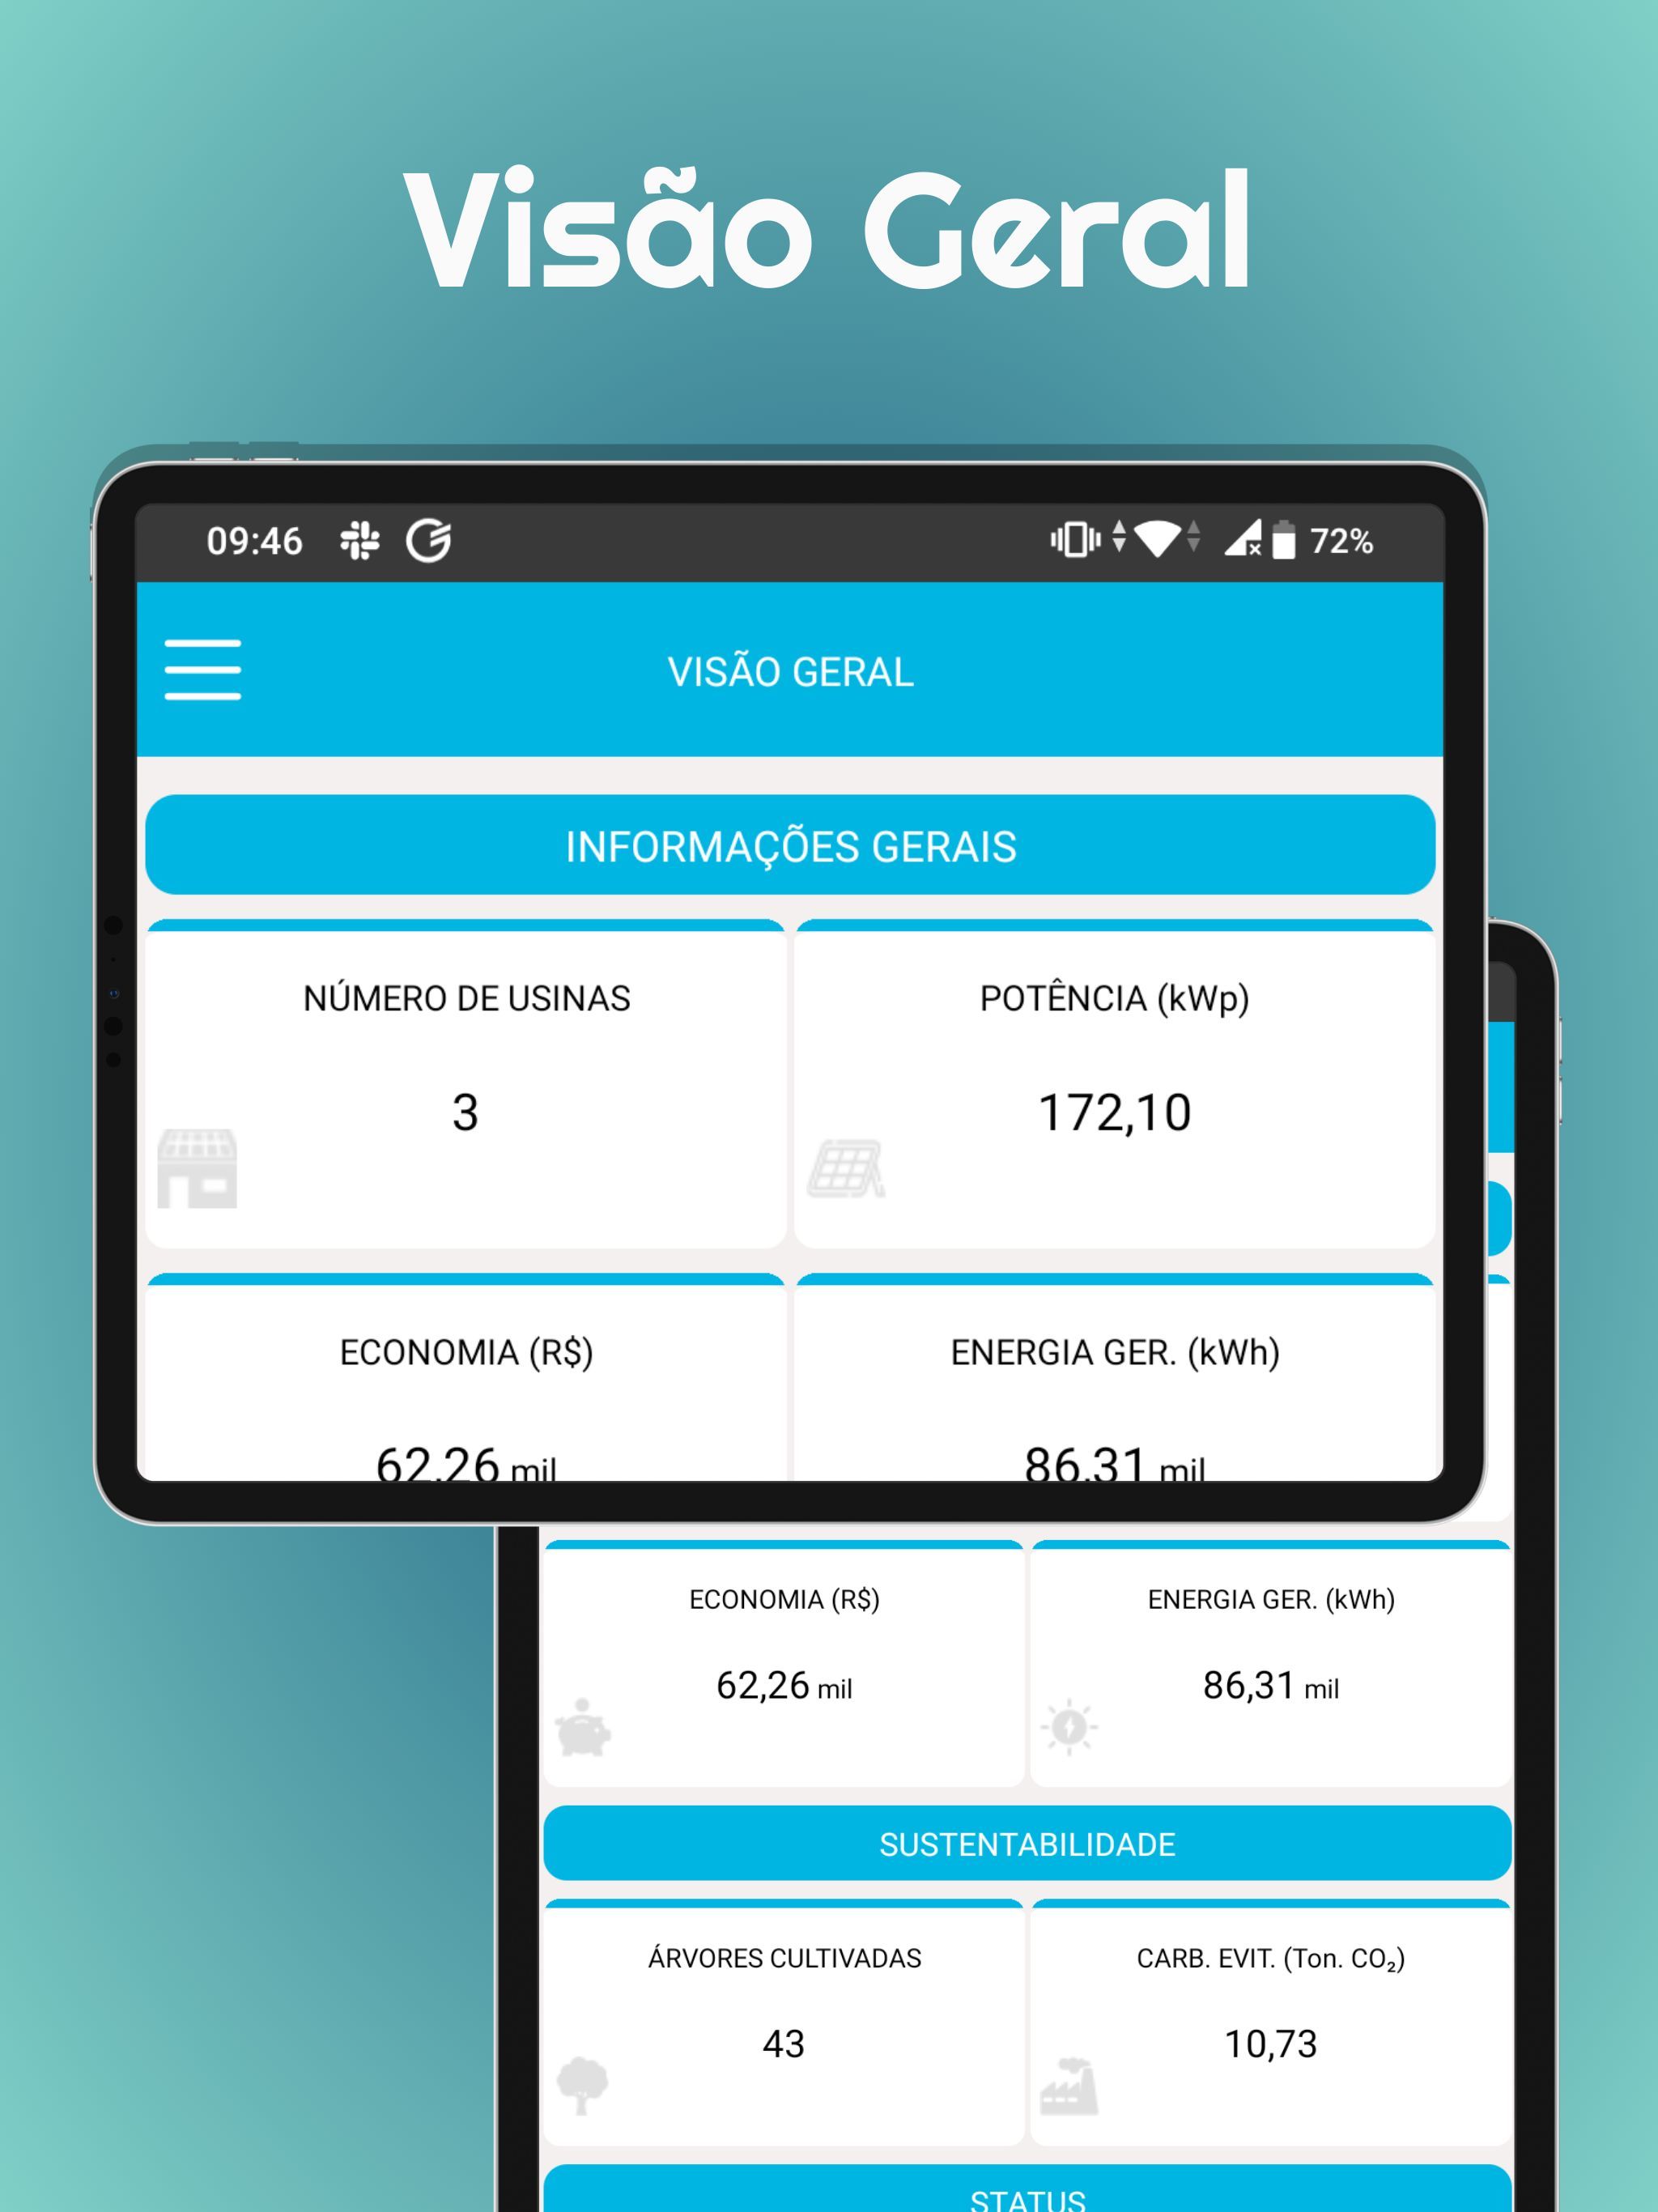 Visão Geral
09:46 72%
VISÃO GERAL
INFORMAÇÕES GERAIS
NÚMERO DE USINAS
3
POTÊNCIA (kWp)
172,10
ECONOMIA (R$)
62,26 mil
ENERGIA GER. (kWh)
86,31 mil
ECONOMIA (R$)
62,26 mil
ENERGIA GER. (kWh)
86,31 mil
SUSTENTABILIDADE
ÁRVORES CULTIVADAS
43
CARB. EVIT. (Ton. CO₂)
10,73
STATUS